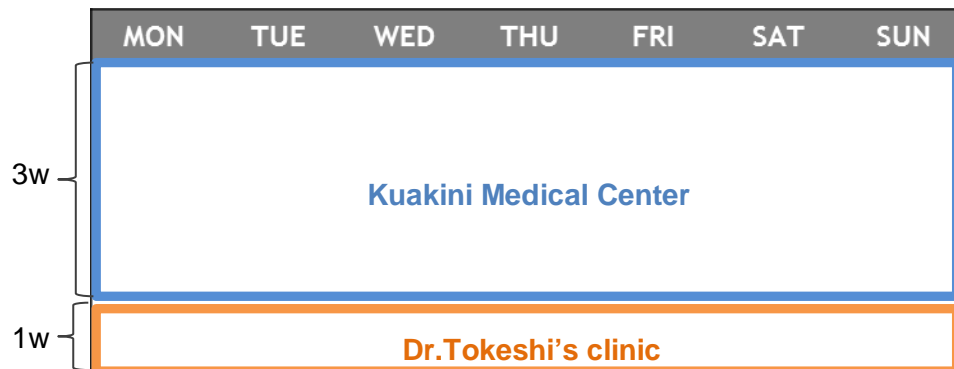 MON TUE WED THU FRI SAT SUN
3w
Kuakini Medical Center
1w
Dr.Tokeshi’s clinic